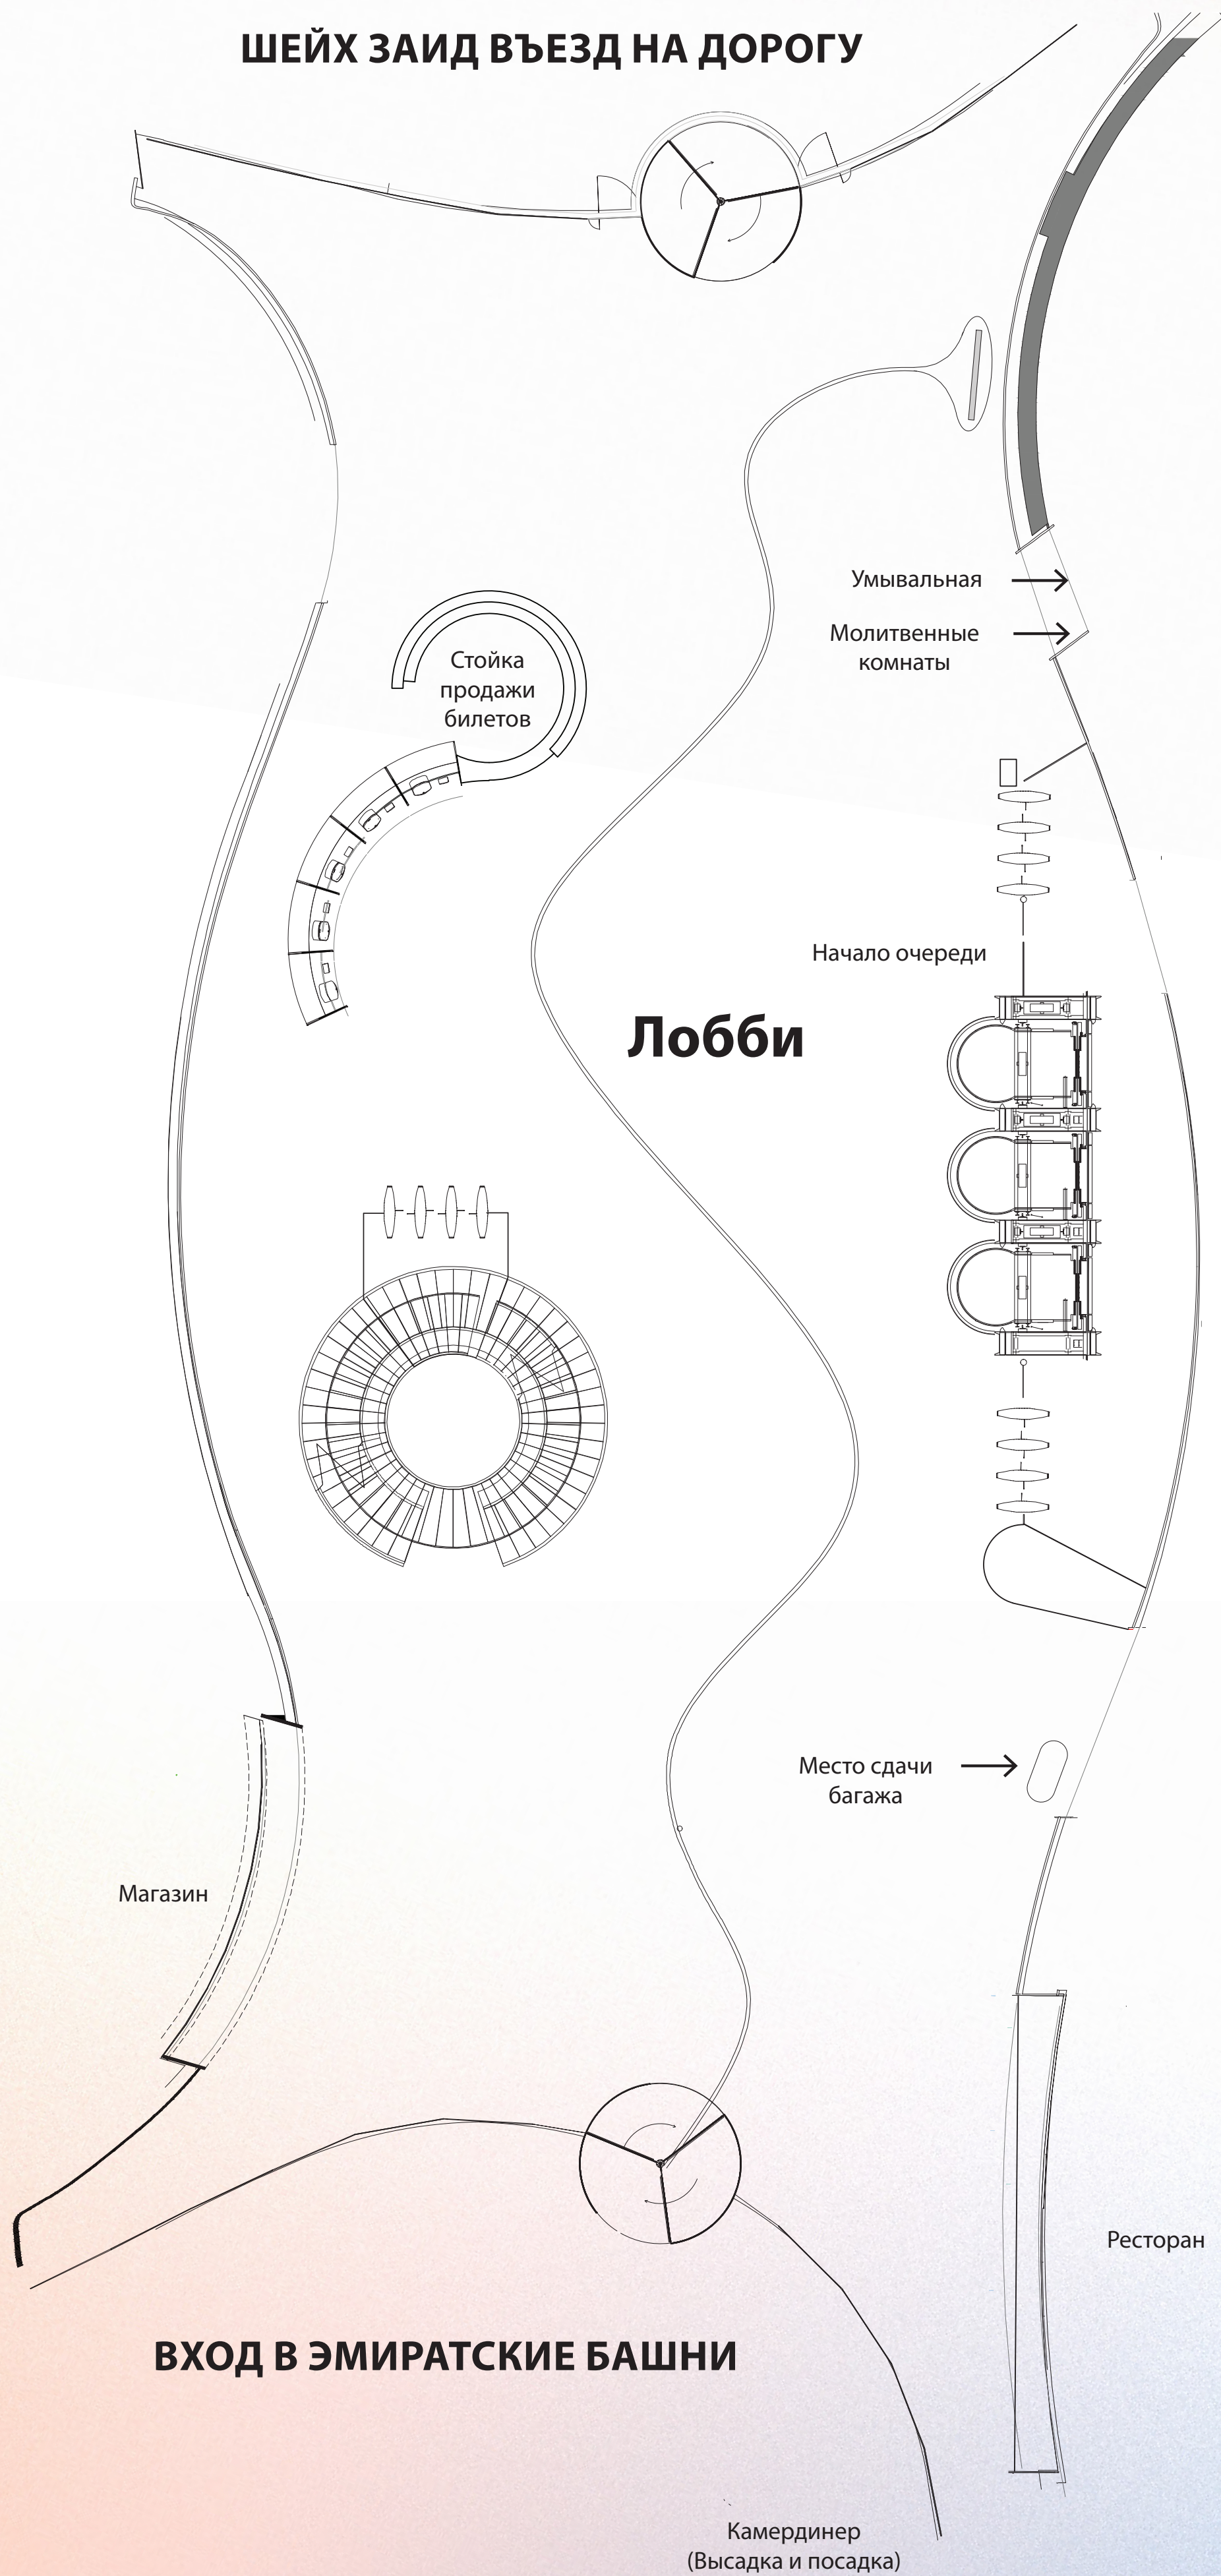 ШЕЙХ ЗАИД ВЪЕЗД НА ДОРОГУ
Умывальная
Молитвенные
комнаты
Стойка
продажи
билетов
Начало очереди
Лобби
Место сдачи
багажа
Магазин
Ресторан
ВХОД В ЭМИРАТСКИЕ БАШНИ
Камердинер
(Высадка и посадка)